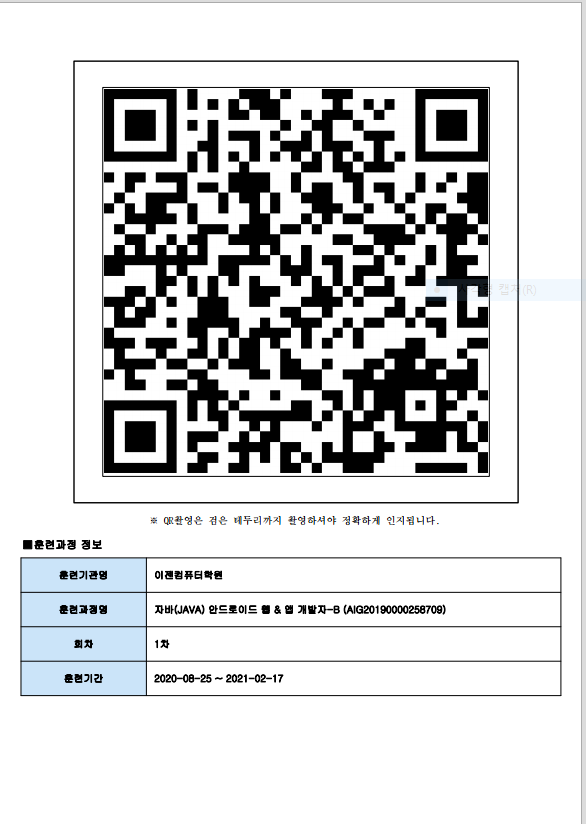 ※ QR촬영은 검은 테두리까지 촬영하셔야 정확하게 인지됩니다.
■훈련과정 정보
훈련기관명 이젠컴퓨터학원
훈련과정명 자바(JAVA) 안드로이드 웹 & 앱 개발자-B (AIG20190000258709)
회차 1차
훈련기간 2020-08-25 ~ 2021-02-17